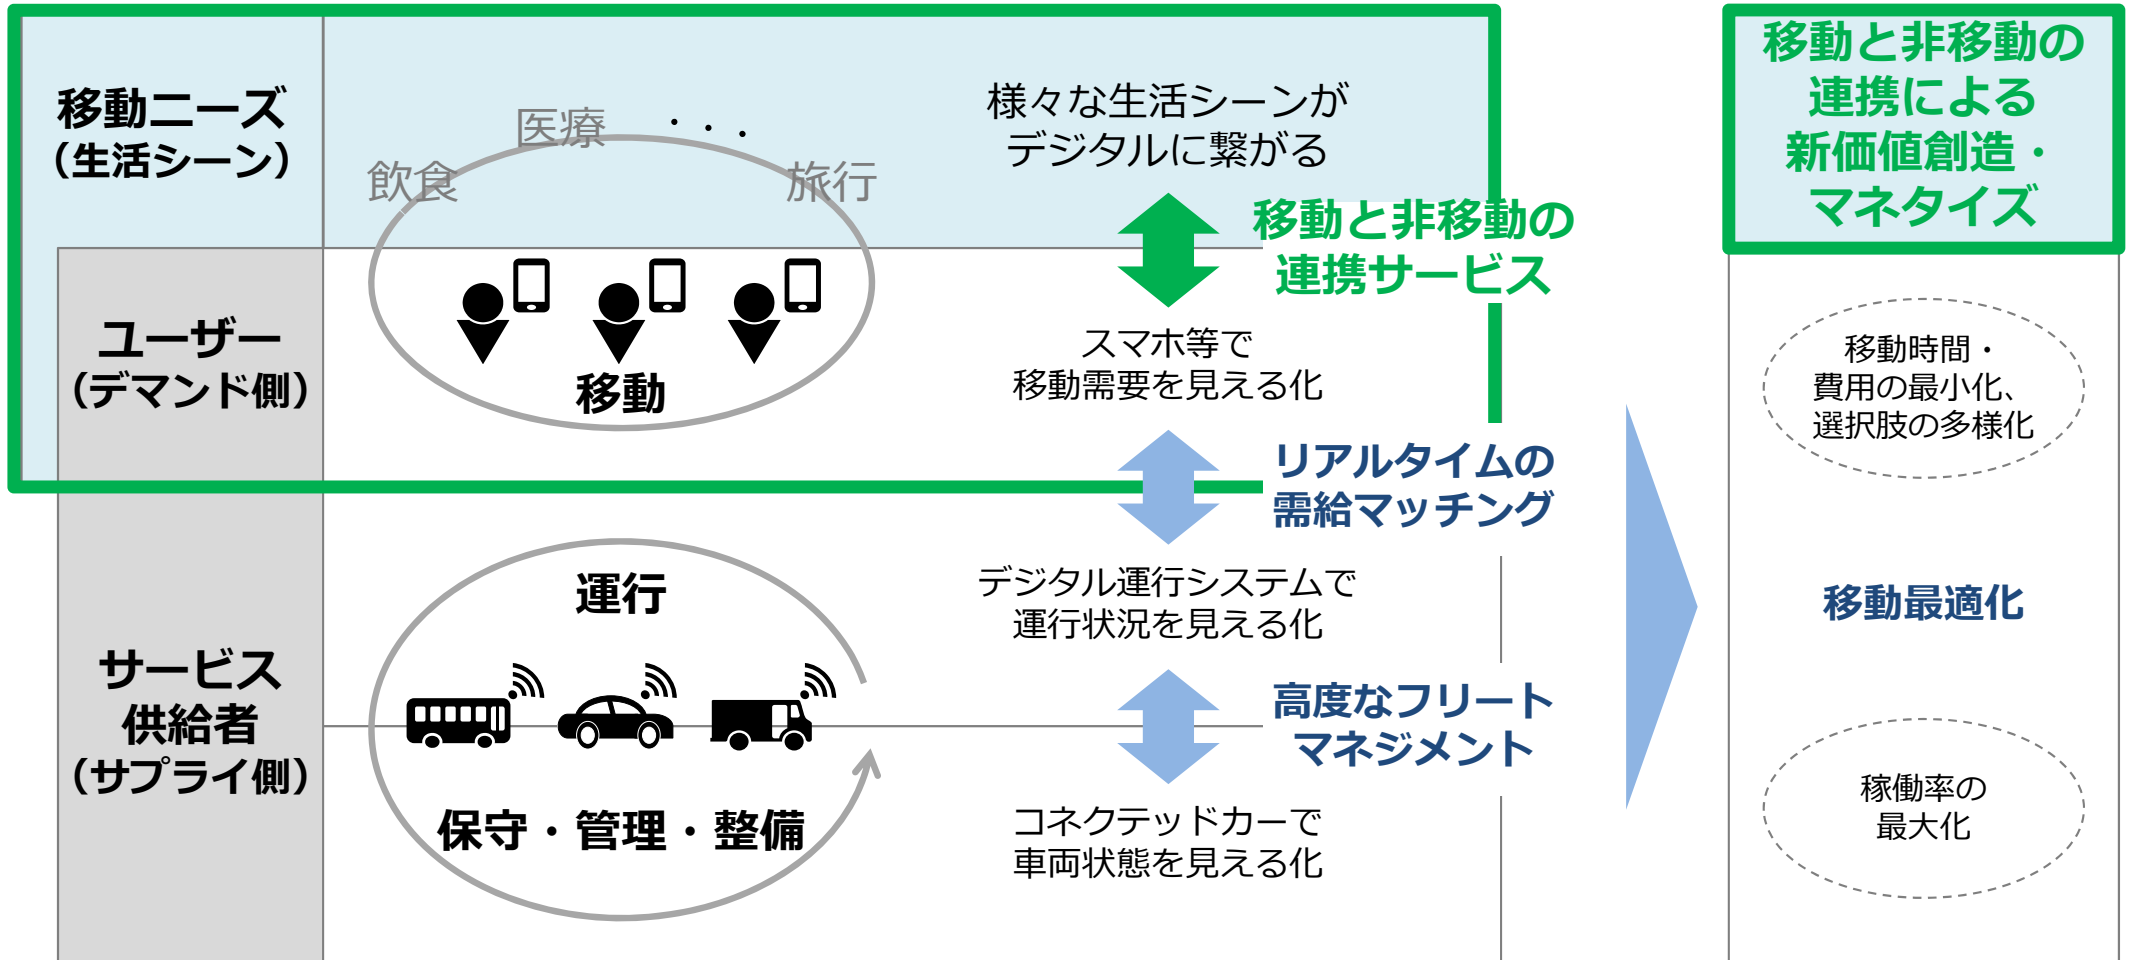 移動ニーズ
（生活シーン）
飲食
医療
・・・
旅行
様々な生活シーンが
デジタルに繋がる
移動と非移動の
連携サービス
ユーザー
（デマンド側）
移動
スマホ等で
移動需要を見える化
リアルタイムの
需給マッチング
サービス
供給者
（サプライ側）
運行
保守・管理・整備
デジタル運行システムで
運行状況を見える化
高度なフリート
マネジメント
コネクテッドカーで
車両状態を見える化
移動と非移動の
連携による
新価値創造・
マネタイズ
移動時間・
費用の最小化、
選択肢の多様化
移動最適化
稼働率の
最大化